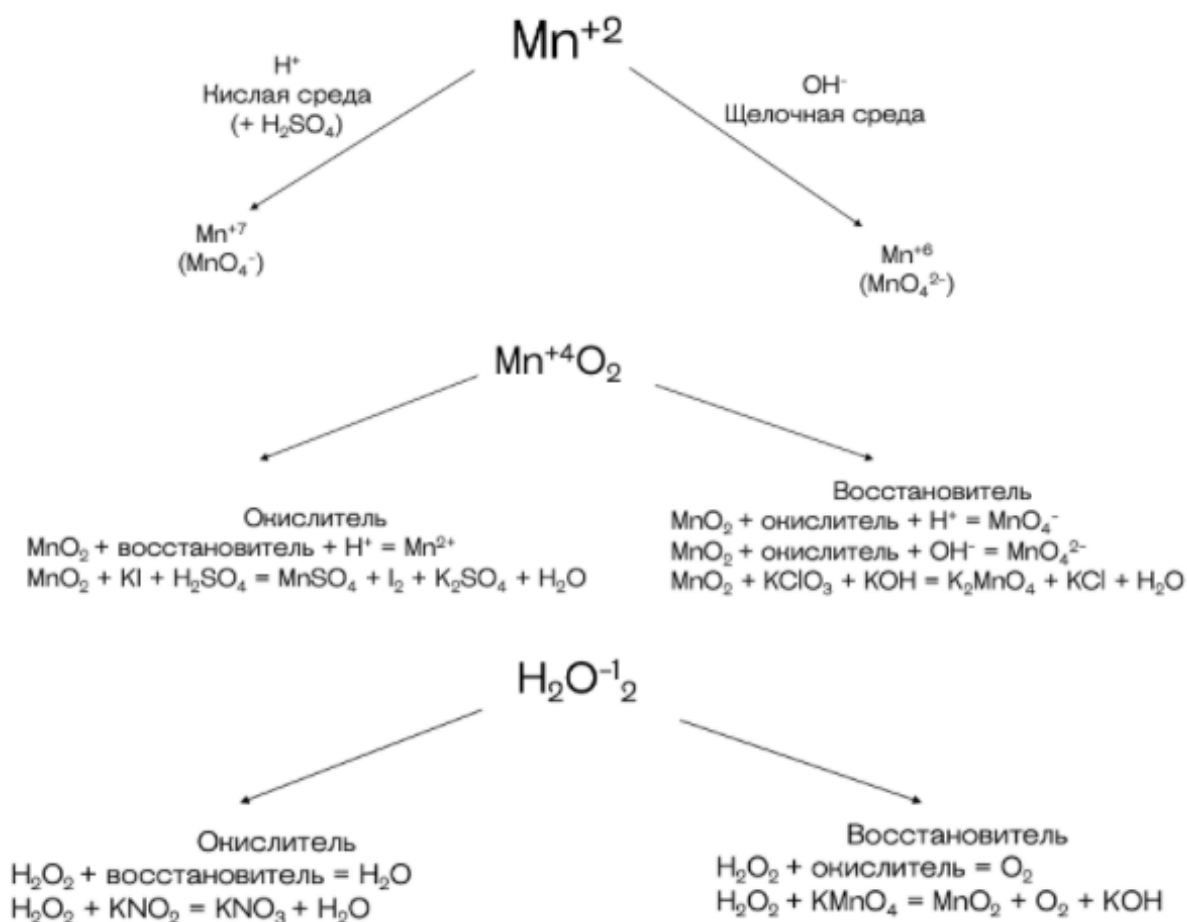 Mn⁺²
H⁺
Кислая среда
(+ H₂SO₄)
OH⁻
Щелочная среда
Mn⁺⁷
(MnO₄⁻)
Mn⁺⁶
(MnO₄²⁻)
Mn⁺⁴O₂
Окислитель
MnO₂ + восстановитель + H⁺ = Mn²⁺
MnO₂ + KI + H₂SO₄ = MnSO₄ + I₂ + K₂SO₄ + H₂O
Восстановитель
MnO₂ + окислитель + H⁺ = MnO₄⁻
MnO₂ + окислитель + OH⁻ = MnO₄²⁻
MnO₂ + KClO₃ + KOH = K₂MnO₄ + KCl + H₂O
H₂O⁻¹₂
Окислитель
H₂O₂ + восстановитель = H₂O
H₂O₂ + KNO₂ = KNO₃ + H₂O
Восстановитель
H₂O₂ + окислитель = O₂
H₂O₂ + KMnO₄ = MnO₂ + O₂ + KOH